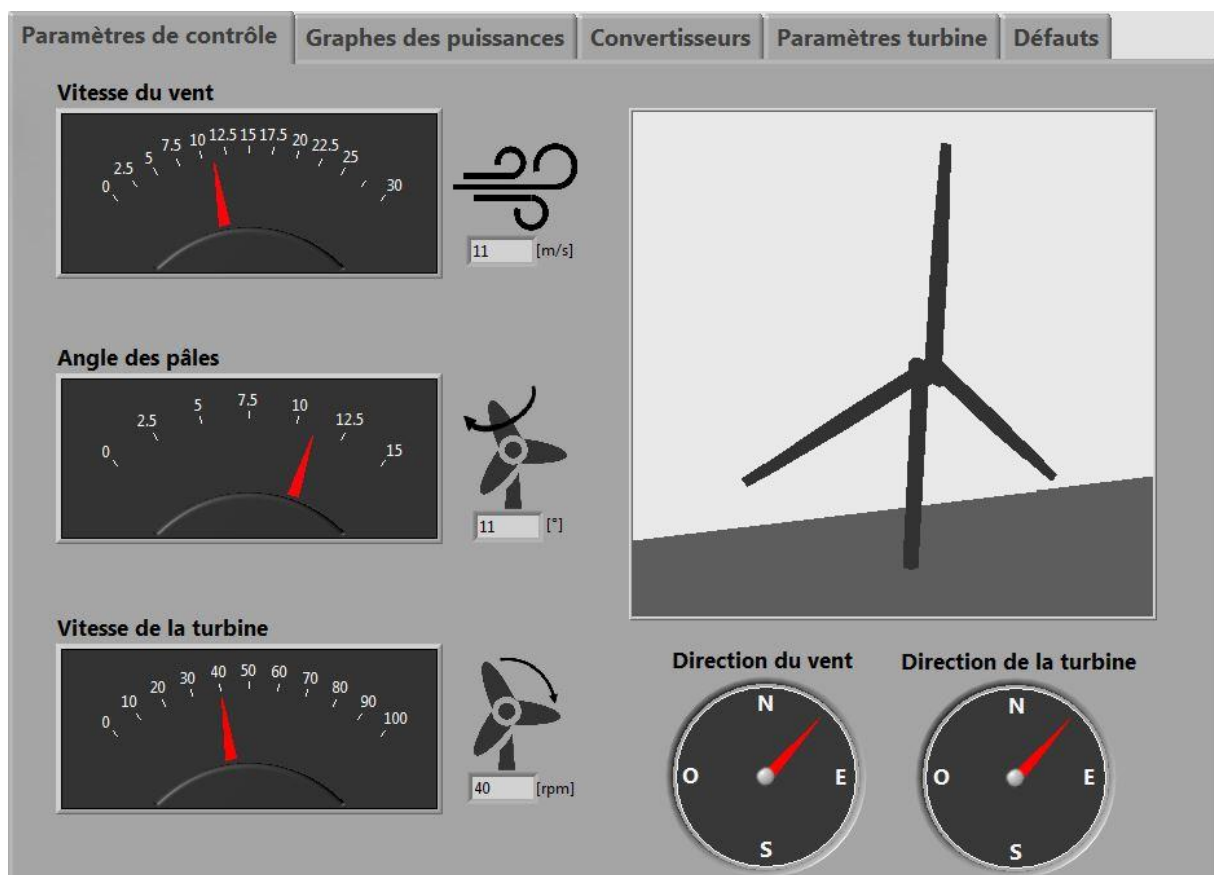 Paramètres de contrôle Graphes des puissances Convertisseurs Paramètres turbine Défauts
Vitesse du vent
0 2.5 5 7.5 10 12.5 15 17.5 20 22.5 25 30
11 [m/s]
Angle des pâles
0 2.5 5 7.5 10 12.5 15
11 [°]
Vitesse de la turbine
0 10 20 30 40 50 60 70 80 90 100
40 [rpm]
Direction du vent
N
O E
S
Direction de la turbine
N
O E
S